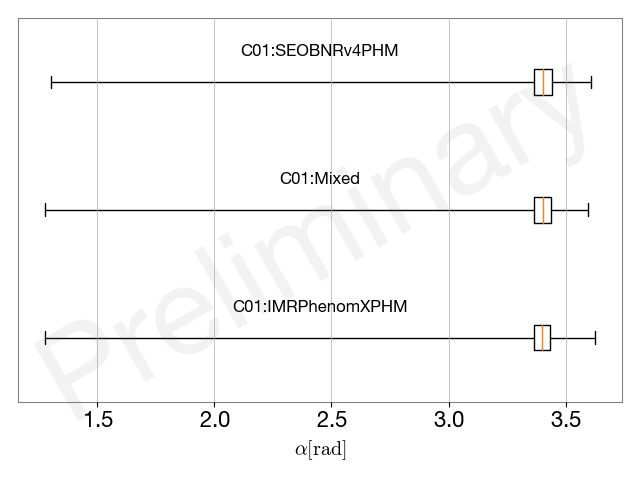 C01:SEOBNRv4PHM
C01:Mixed
C01:IMRPhenomXPHM
Preliminary
1.5 2.0 2.5 3.0 3.5
α[rad]